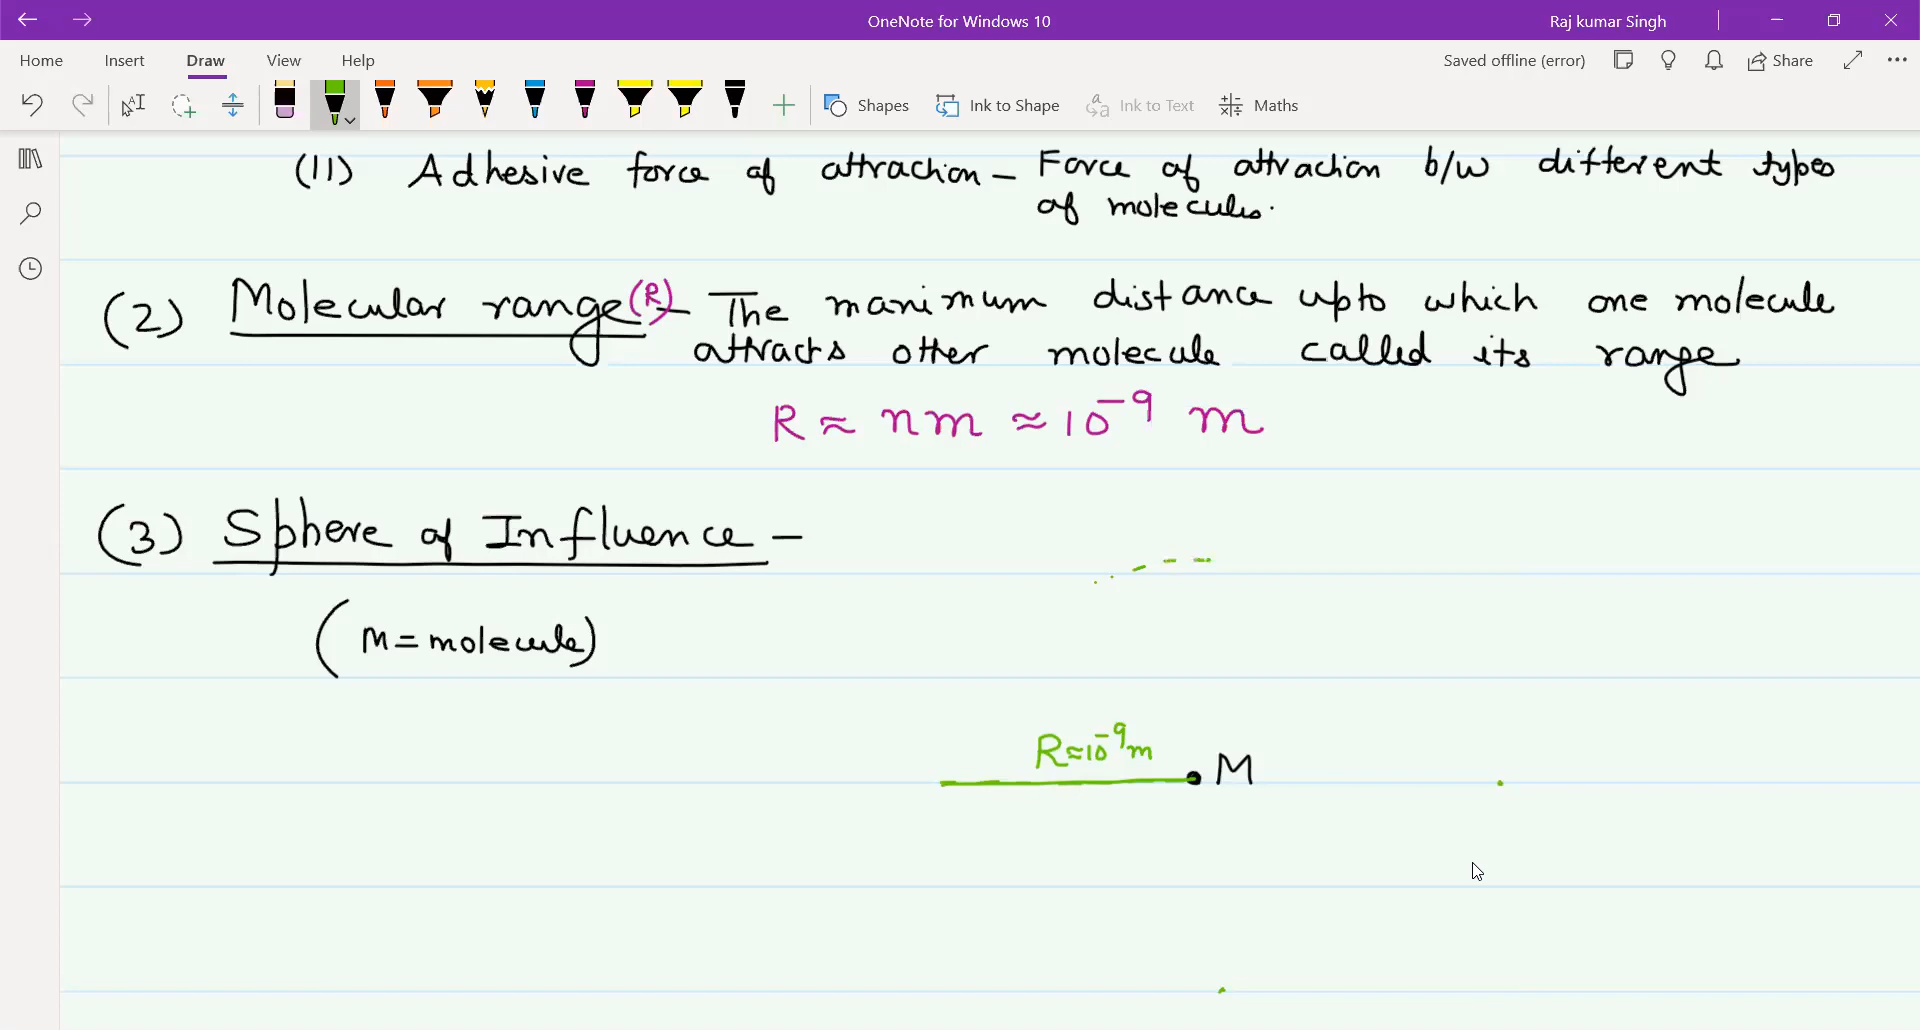 OneNote for Windows 10
Raj kumar Singh
Home Insert Draw View Help
Saved offline (error)
Share
Shapes
Ink to Shape
Ink to Text
Maths
(11) Adhesive force of attraction - Force of attraction b/w different types
of molecules.
(2) Molecular range (R) - The manimum distance upto which one molecule
attracts other molecule called its range
R ≈ nm ≈ 10⁻⁹ m
(3) Sphere of Influence -
(M = molecule)
R ≈ 10⁻⁹ m
M